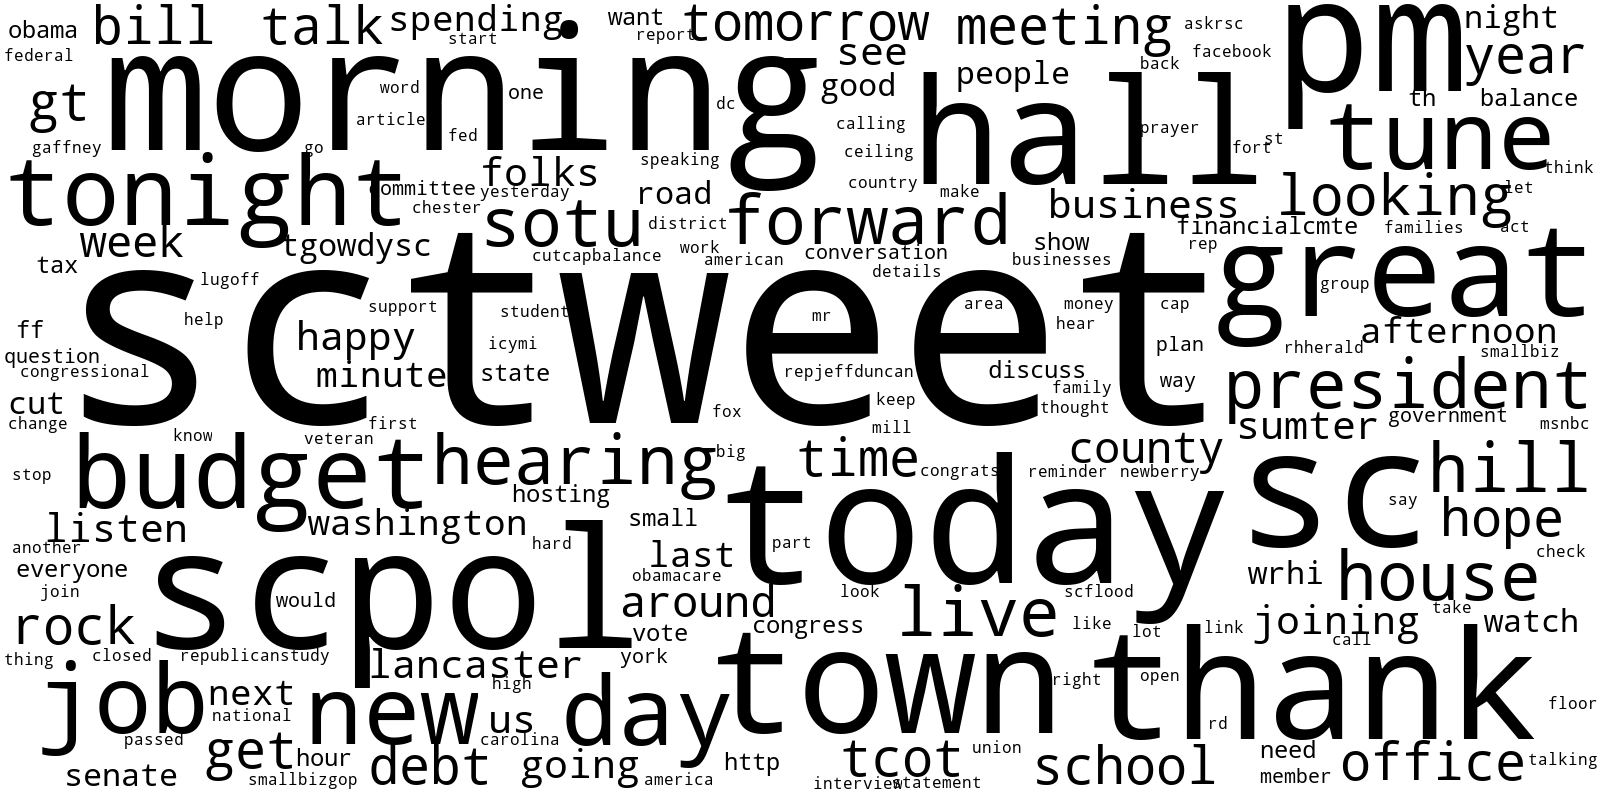 obama bill talk spending want tomorrow meeting askrsc pm night
federal start report see facebook year
gt morning word one dc good people back th balance
article fed calling hall prayer tune
gaffney go speaking ceiling fort st think
tonight committee yesterday folks road country make business looking let
chester sotu district forward financialcmte families act
week tgowdysc cutcapbalance work american conversation show rep great
tax lugoff details businesses group
ff help support student mr area money cap afternoon
question happy icymi hear plan rhherald smallbiz
congressional minute state sctweet repjeffduncan discuss family way president
cut fox keep thought government
change know first veteran mill sumter msnbc
stop budget hearing big time congrats county reminder newberry hill
hosting today sc say hope
listen washington small last part check
another scpol hard
everyone obamacare look scflood wrhi house
join would around live like take watch
rock vote congress lot link joining call
thing closed republicanstudy lancaster york town thank
job next high right open floor
national new us day rd
passed get hour carolina http tcot union need office talking
senate smallbizgop debt going america interview statement school member